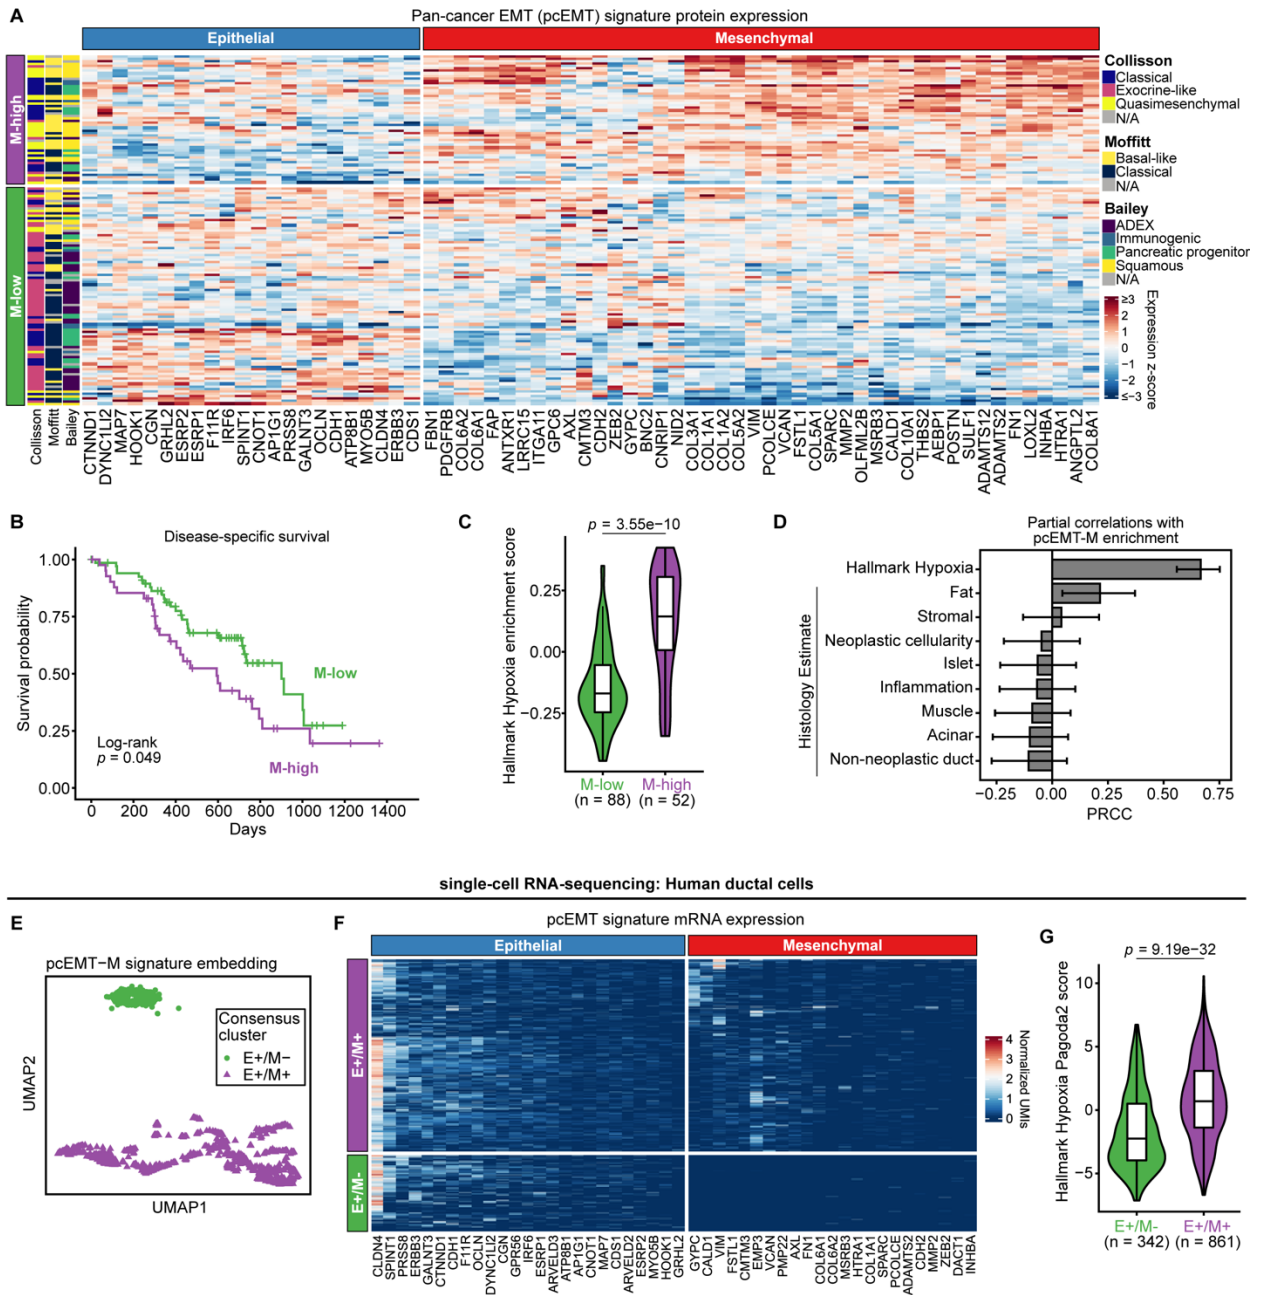 A
Pan-cancer EMT (pcEMT) signature protein expression
Epithelial
Mesenchymal
M-high
M-low
Collisson
Classical
Exocrine-like
Quasimesenchymal
N/A
Moffitt
Basal-like
Classical
N/A
Bailey
ADEX
Immunogenic
Pancreatic progenitor
Squamous
N/A
≥3
2
1
0
−1
−2
≤−3
Expression z-score
Collisson
Moffitt
Bailey
CTNND1
DYNC1LI2
MAP7
HOOK1
CGN
GRHL2
ESRP2
ESRP1
F11R
IRF6
SPINT1
CNOT1
AP1G1
PRSS8
GALNT3
OCLN
CDH1
ATP8B1
MYO5B
CLDN4
ERBB3
CDS1
FBN1
PDGFRB
COL6A2
COL6A1
FAP
ANTXR1
LRRC15
ITGA11
GPC6
AXL
CMTM3
CDH2
ZEB2
GYPC
BNC2
CNRIP1
NID2
COL3A1
COL1A1
COL1A2
COL5A2
VIM
PCOLCE
VCAN
FSTL1
COL5A1
SPARC
MMP2
OLFML2B
MSRB3
CALD1
COL10A1
THBS2
AEBP1
POSTN
SULF1
ADAMTS12
ADAMTS2
FN1
LOXL2
INHBA
HTRA1
ANGPTL2
COL8A1
B
Disease-specific survival
Survival probability
1.00
0.75
0.50
0.25
0.00
M-low
M-high
Log-rank
p = 0.049
0 200 400 600 800 1000 1200 1400
Days
C
p = 3.55e−10
Hallmark Hypoxia enrichment score
0.25
0.00
−0.25
M-low
(n = 88)
M-high
(n = 52)
D
Partial correlations with
pcEMT-M enrichment
Histology Estimate
Hallmark Hypoxia
Fat
Stromal
Neoplastic cellularity
Islet
Inflammation
Muscle
Acinar
Non-neoplastic duct
−0.25 0.00 0.25 0.50 0.75
PRCC
single-cell RNA-sequencing: Human ductal cells
E
pcEMT−M signature embedding
Consensus
cluster
E+/M−
E+/M+
UMAP2
UMAP1
F
pcEMT signature mRNA expression
Epithelial
Mesenchymal
E+/M+
E+/M-
4
3
2
1
0
Normalized UMIs
CLDN4
SPINT1
PRSS8
ERBB3
GALNT3
CTNND1
CDH1
F11R
OCLN
DYNC1LI2
CGN
GPR56
IRF6
ESRP1
ARVELD3
ATP8B1
AP1G1
CNOT1
MAP7
CDS1
ARVELD2
ESRP2
MYO5B
HOOK1
GRHL2
GYPC
CALD1
VIM
FSTL1
CMTM3
EMP3
VCAN
PMP22
AXL
FN1
COL6A1
COL6A2
MSRB3
HTRA1
COL1A1
SPARC
PCOLCE
ADAMTS2
CDH2
MMP2
ZEB2
DACT1
INHBA
G
p = 9.19e−32
Hallmark Hypoxia Pagoda2 score
10
5
0
−5
E+/M-
(n = 342)
E+/M+
(n = 861)